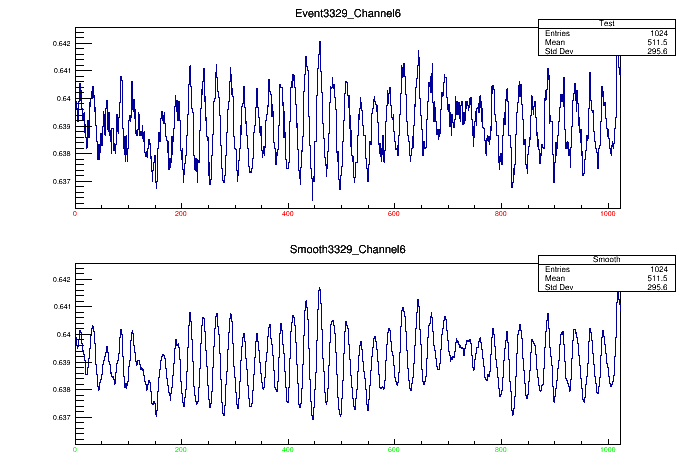 Event3329_Channel6
Test
Entries 1024
Mean 511.5
Std Dev 295.6
0.642
0.641
0.64
0.639
0.638
0.637
0 200 400 600 800 1000
Smooth3329_Channel6
Smooth
Entries 1024
Mean 511.5
Std Dev 295.6
0.642
0.641
0.64
0.639
0.638
0.637
0 200 400 600 800 1000